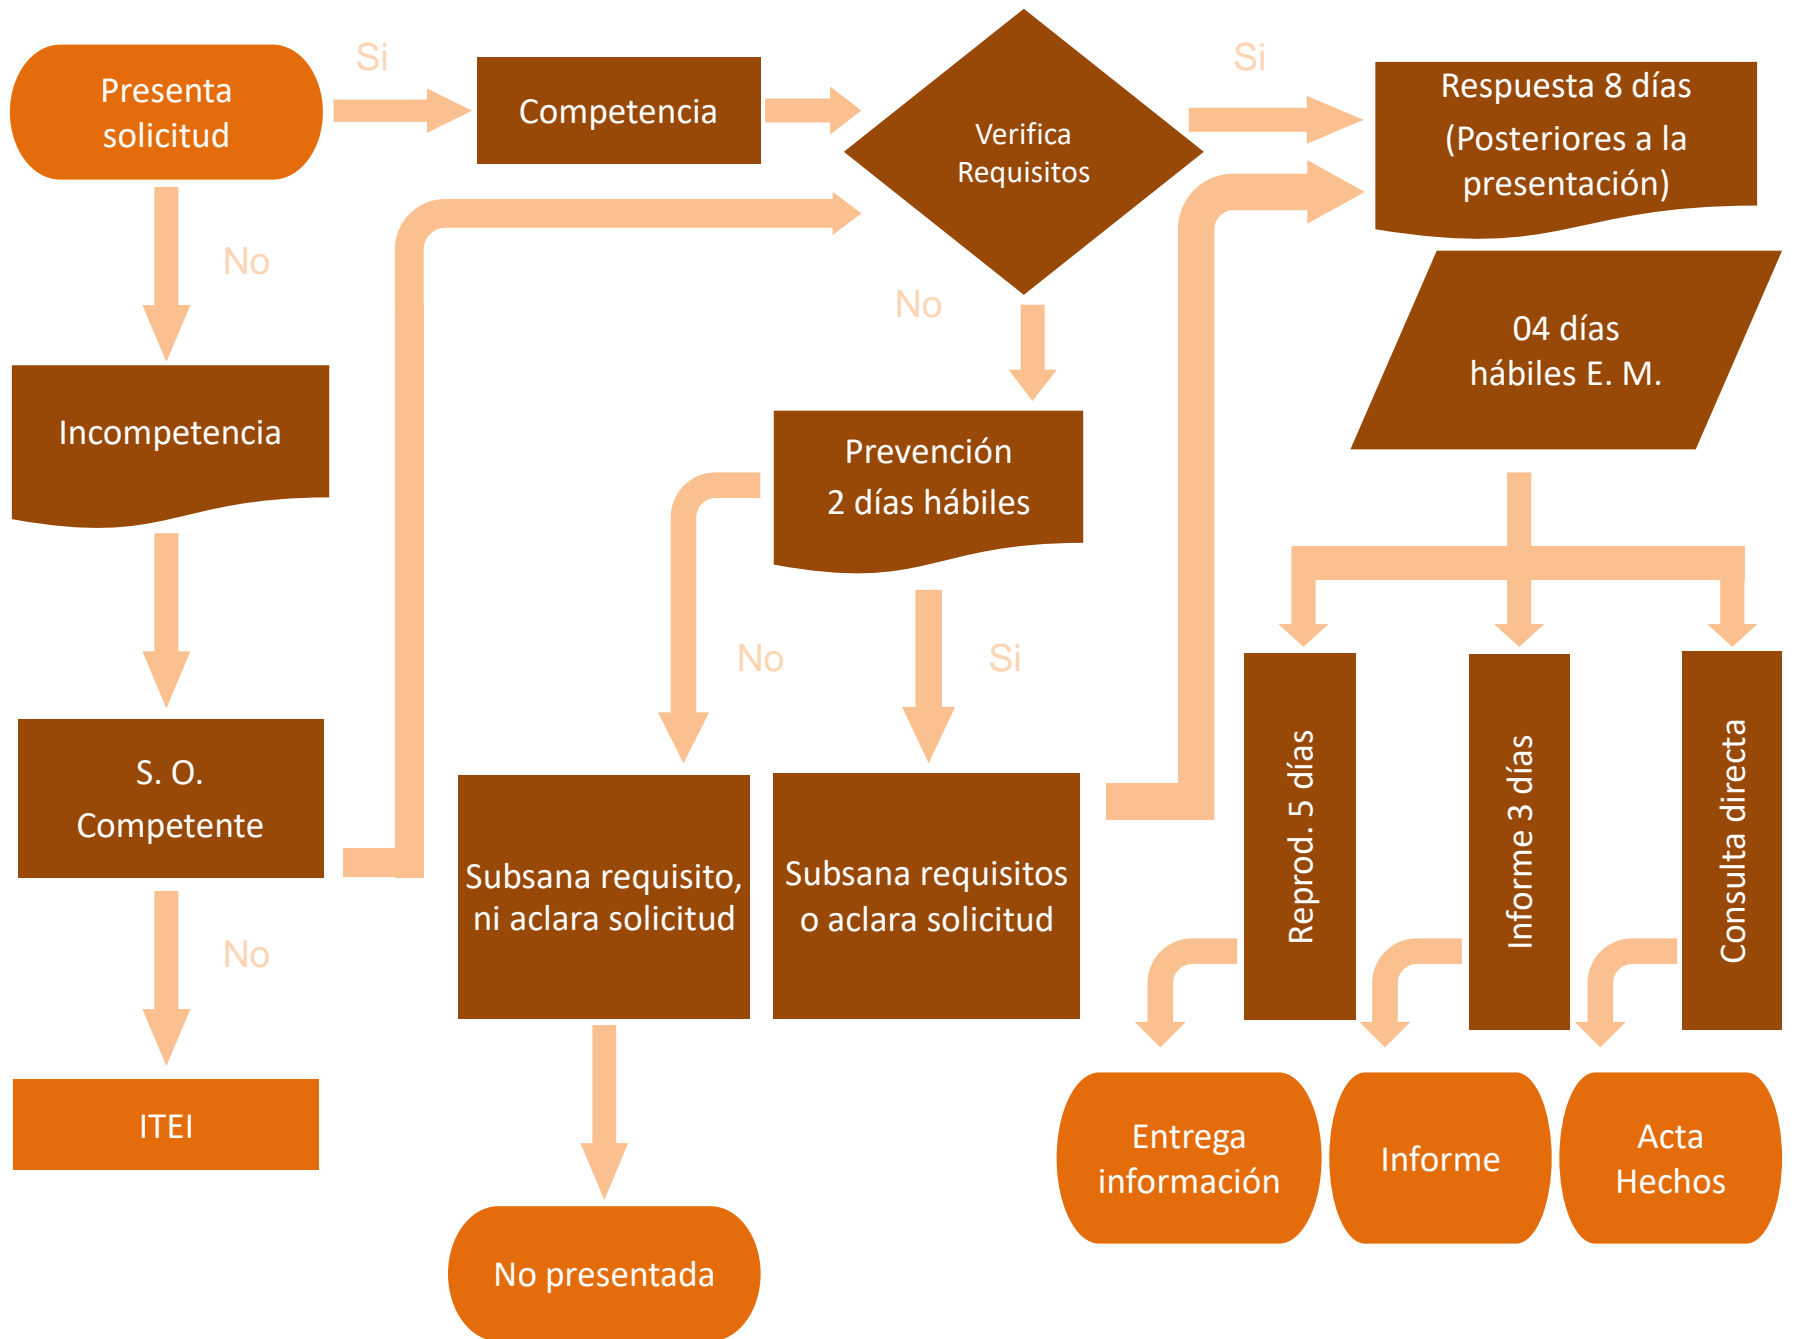 Presenta
solicitud
Si
Competencia
Verifica
Requisitos
Si
Respuesta 8 días
(Posteriores a la
presentación)
No
No
04 días
hábiles E. M.
Incompetencia
Prevención
2 días hábiles
No
Si
S. O.
Competente
Subsana requisito,
ni aclara solicitud
Subsana requisitos
o aclara solicitud
Reprod. 5 días
Informe 3 días
Consulta directa
No
ITEI
Entrega
información
Informe
Acta
Hechos
No presentada